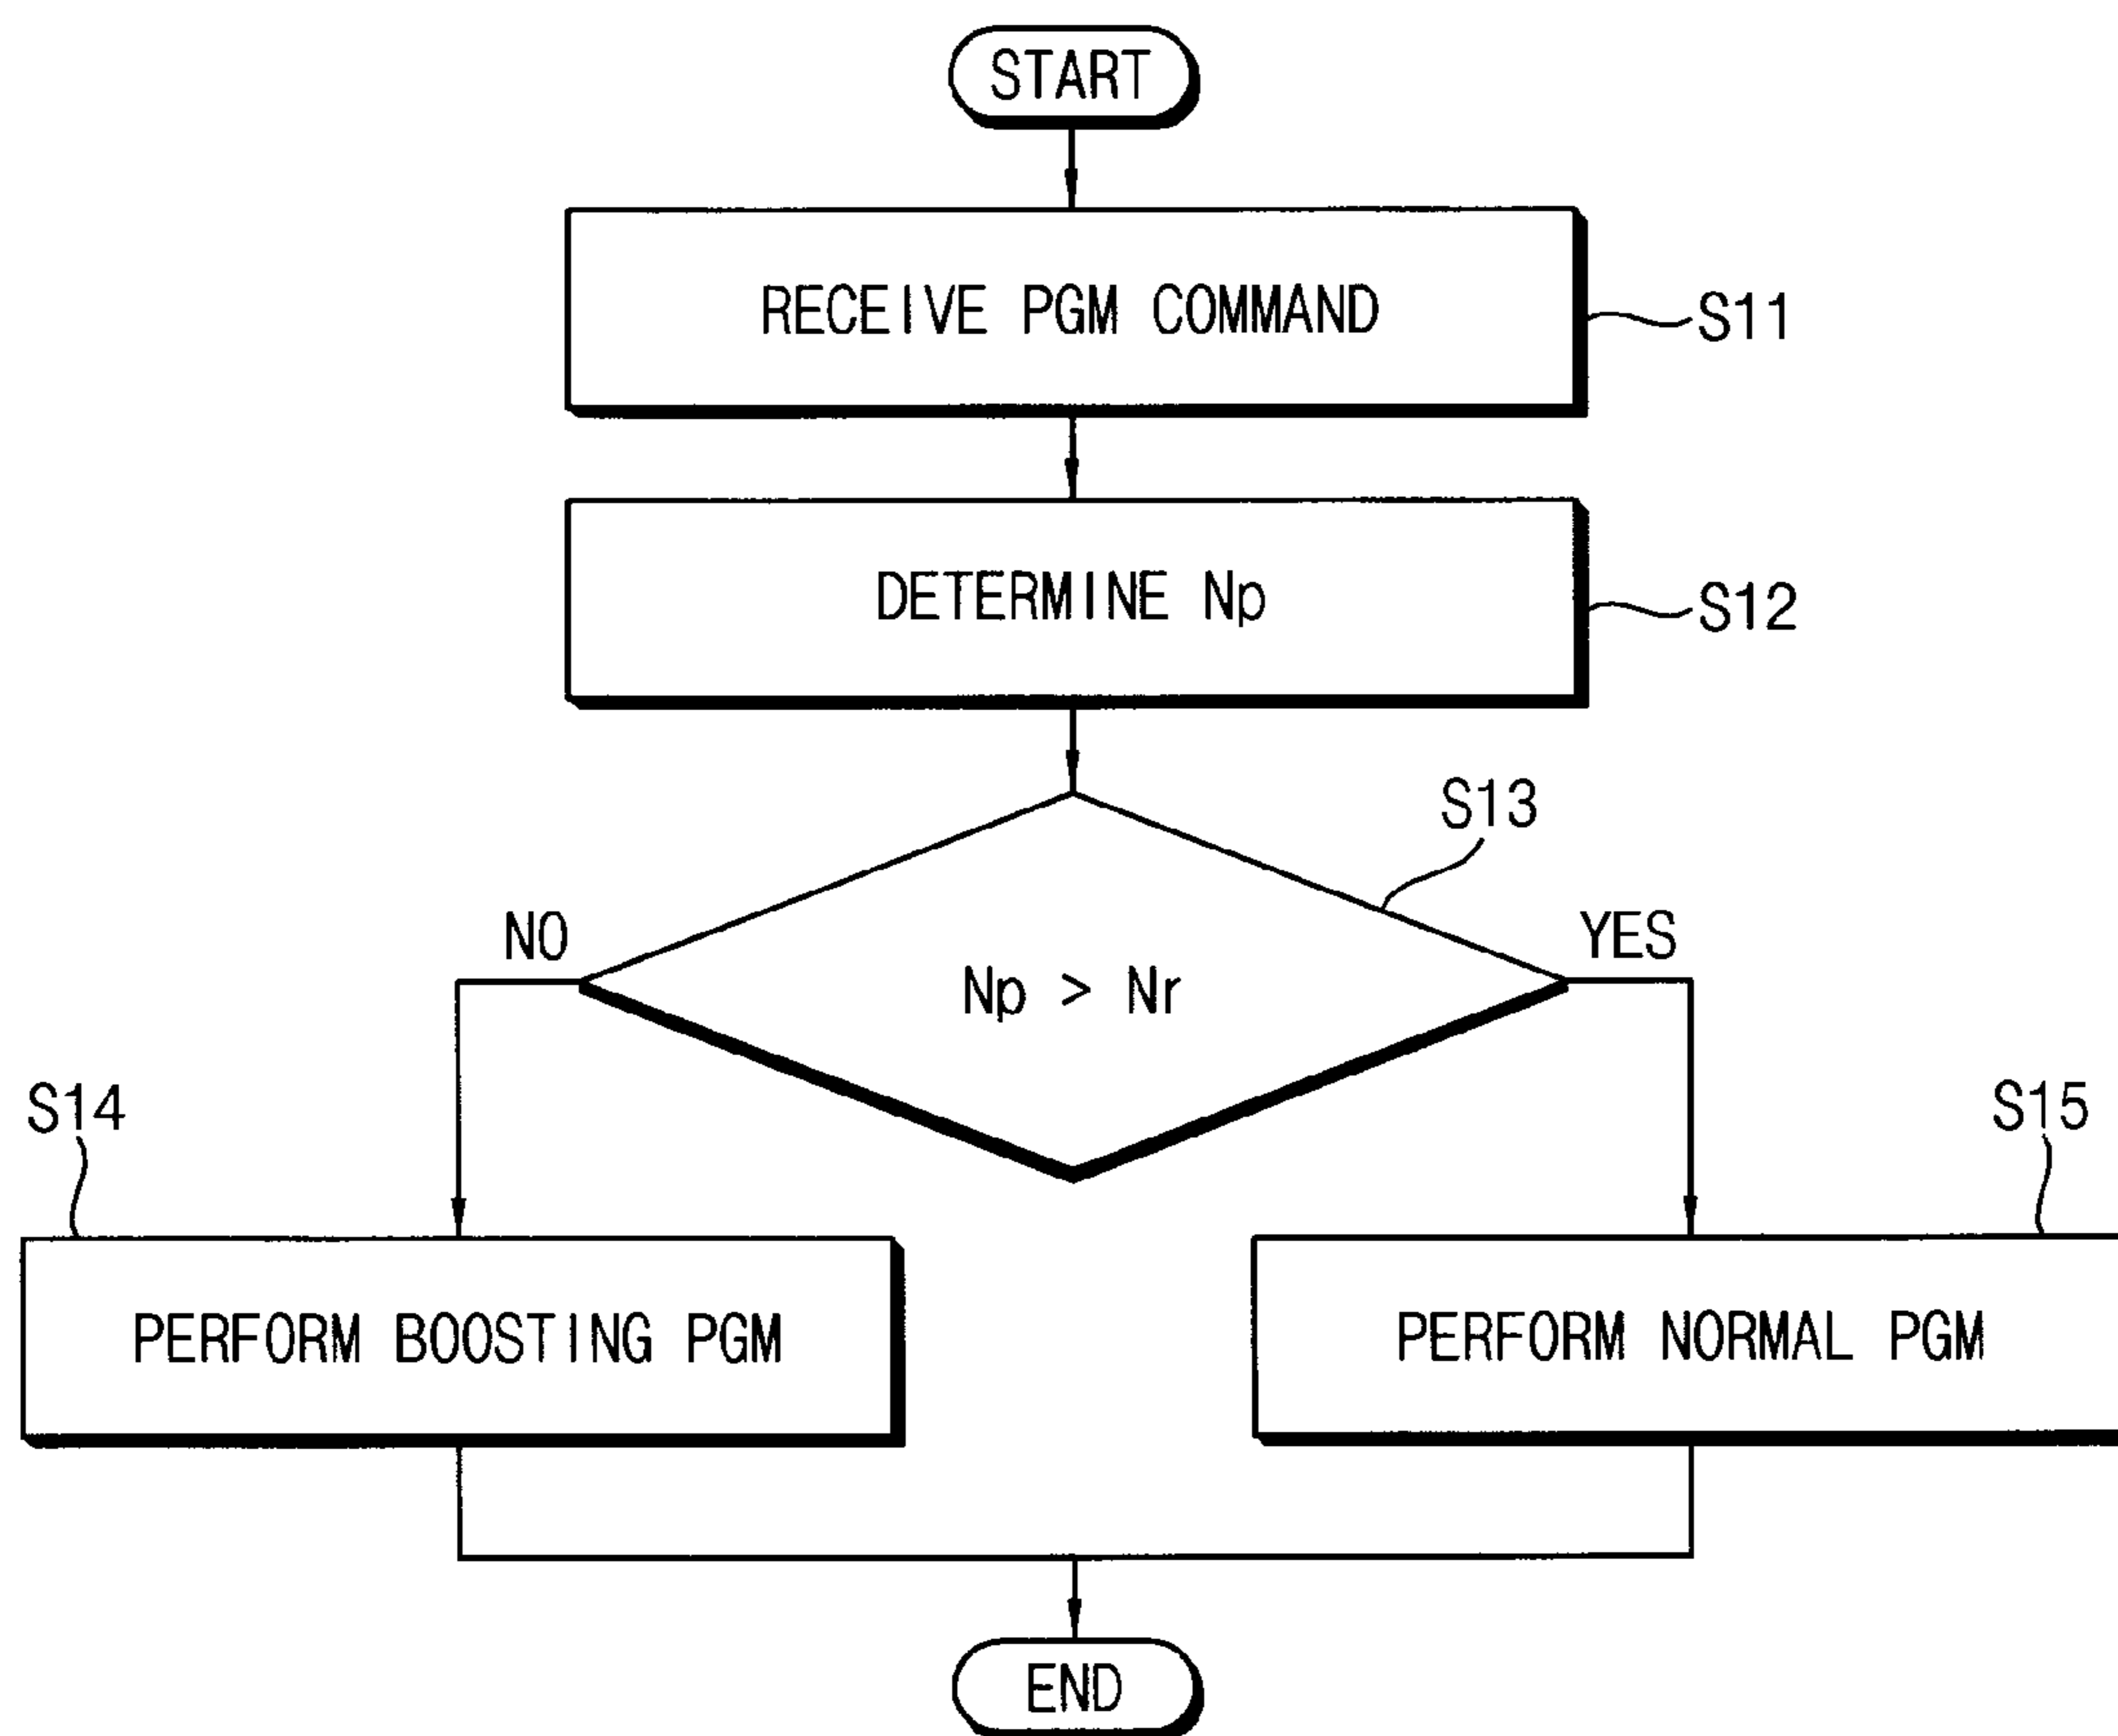 START
RECEIVE PGM COMMAND
S11
DETERMINE Np
S12
S13
NO
YES
Np > Nr
S14
S15
PERFORM BOOSTING PGM
PERFORM NORMAL PGM
END